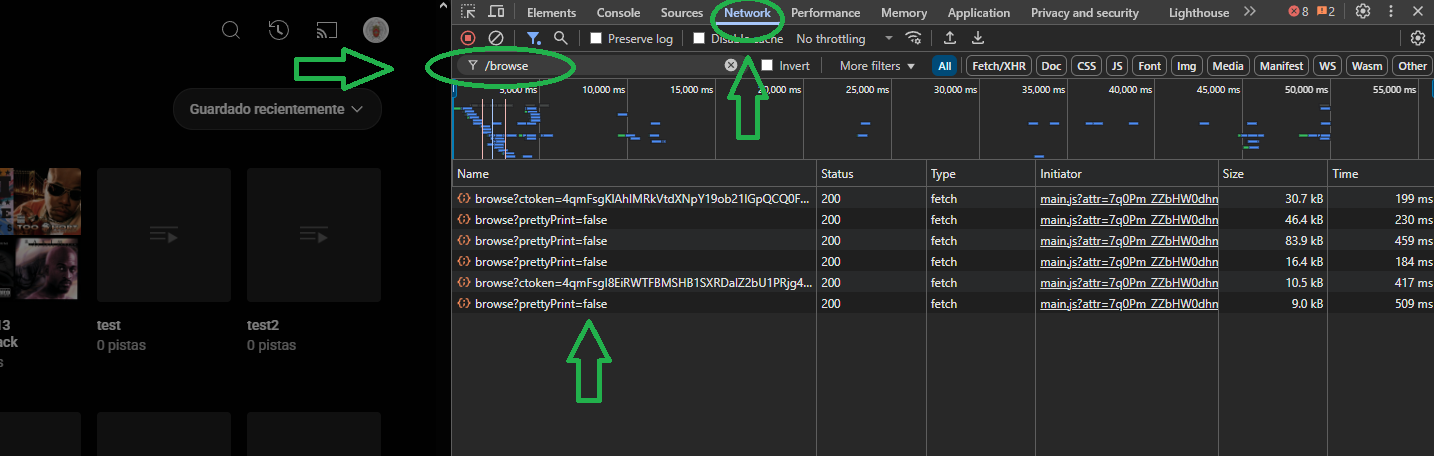 Elements Console Sources Network Performance Memory Application Privacy and security Lighthouse 8 2
Preserve log Disable cache No throttling
/browse Invert More filters All Fetch/XHR Doc CSS JS Font Img Media Manifest WS Wasm Other
5,000 ms 10,000 ms 15,000 ms 20,000 ms 25,000 ms 30,000 ms 35,000 ms 40,000 ms 45,000 ms 50,000 ms 55,000 ms
Guardado recientemente
TOO SHORT
13
ack
s
test
0 pistas
test2
0 pistas
Name Status Type Initiator Size Time
browse?ctoken=4qmFsgKIAhIMRkVtdXNpY19ob21lGpQCQ0F... 200 fetch main.js?attr=7q0Pm_ZZbHW0dhn 30.7 kB 199 ms
browse?prettyPrint=false 200 fetch main.js?attr=7q0Pm_ZZbHW0dhn 46.4 kB 230 ms
browse?prettyPrint=false 200 fetch main.js?attr=7q0Pm_ZZbHW0dhn 83.9 kB 459 ms
browse?prettyPrint=false 200 fetch main.js?attr=7q0Pm_ZZbHW0dhn 16.4 kB 184 ms
browse?ctoken=4qmFsgI8EiRWTFBMSHB1SXRDalZ2bU1PRjg4... 200 fetch main.js?attr=7q0Pm_ZZbHW0dhn 10.5 kB 417 ms
browse?prettyPrint=false 200 fetch main.js?attr=7q0Pm_ZZbHW0dhn 9.0 kB 509 ms